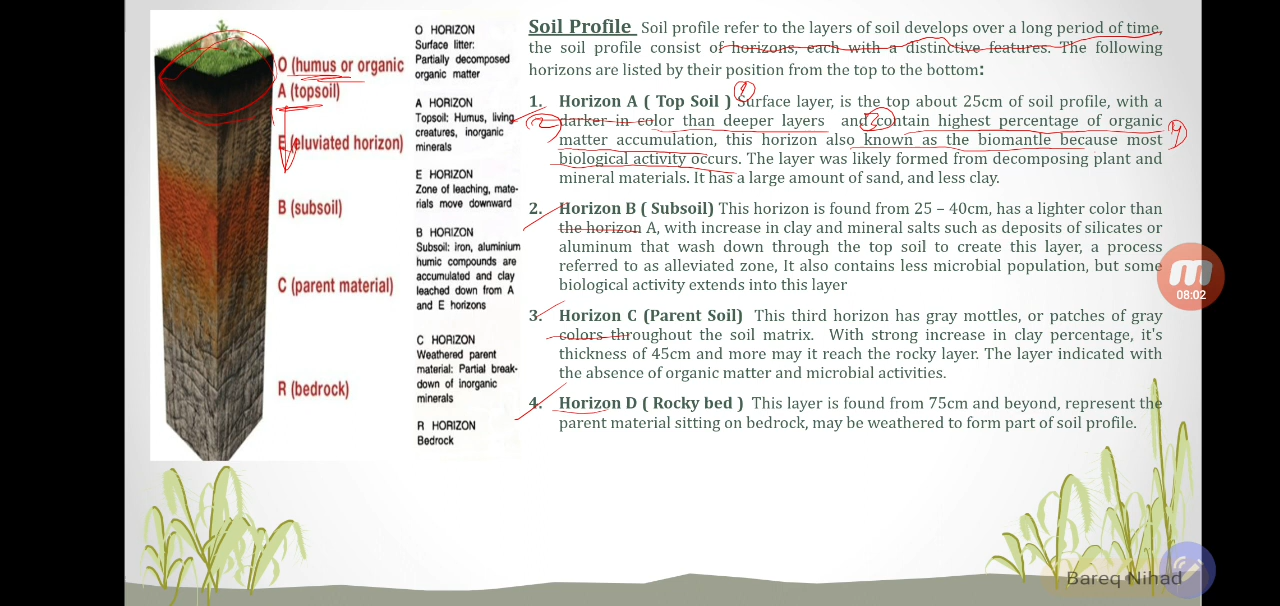 O (humus or organic
A (topsoil)
E (eluviated horizon)
B (subsoil)
C (parent material)
R (bedrock)
O HORIZON
Surface litter:
Partially decomposed
organic matter
A HORIZON
Topsoil: Humus, living
creatures, inorganic
minerals
E HORIZON
Zone of leaching, mate-
rials move downward
B HORIZON
Subsoil: iron, aluminium
humic compounds are
accumulated and clay
leached down from A
and E horizons
C HORIZON
Weathered parent
material: Partial break-
down of inorganic
minerals
R HORIZON
Bedrock
Soil Profile Soil profile refer to the layers of soil develops over a long period of time,
the soil profile consist of horizons, each with a distinctive features. The following
horizons are listed by their position from the top to the bottom:
1. Horizon A ( Top Soil ) Surface layer, is the top about 25cm of soil profile, with a
darker in color than deeper layers and contain highest percentage of organic
matter accumulation, this horizon also known as the biomantle because most
biological activity occurs. The layer was likely formed from decomposing plant and
mineral materials. It has a large amount of sand, and less clay.
2. Horizon B ( Subsoil) This horizon is found from 25 – 40cm, has a lighter color than
the horizon A, with increase in clay and mineral salts such as deposits of silicates or
aluminum that wash down through the top soil to create this layer, a process
referred to as alleviated zone, It also contains less microbial population, but some
biological activity extends into this layer
3. Horizon C (Parent Soil) This third horizon has gray mottles, or patches of gray
colors throughout the soil matrix. With strong increase in clay percentage, it's
thickness of 45cm and more may it reach the rocky layer. The layer indicated with
the absence of organic matter and microbial activities.
4. Horizon D ( Rocky bed ) This layer is found from 75cm and beyond, represent the
parent material sitting on bedrock, may be weathered to form part of soil profile.
08:02
Bareq Nihad